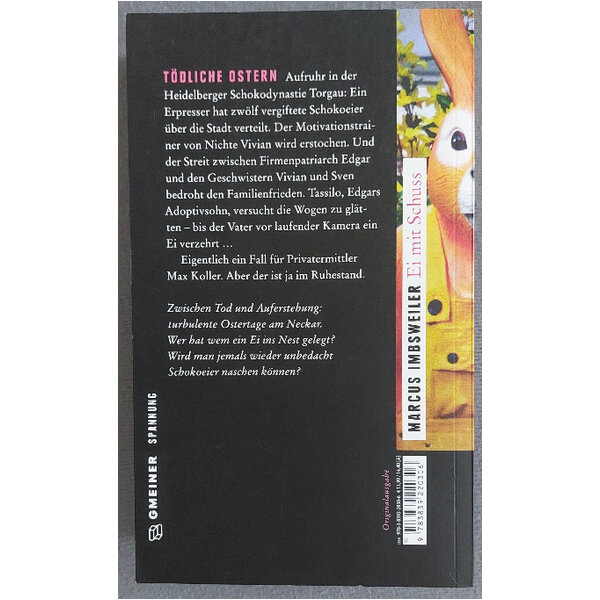 TÖDLICHE OSTERN Aufruhr in der
Heidelberger Schokodynastie Torgau: Ein
Erpresser hat zwölf vergiftete Schokoeier
über die Stadt verteilt. Der Motivationstrai-
ner von Nichte Vivian wird erstochen. Und
der Streit zwischen Firmenpatriarch Edgar
und den Geschwistern Vivian und Sven
bedroht den Familienfrieden. Tassilo, Edgars
Adoptivsohn, versucht die Wogen zu glät-
ten – bis der Vater vor laufender Kamera ein
Ei verzehrt ...
Eigentlich ein Fall für Privatermittler
Max Koller. Aber der ist ja im Ruhestand.
Zwischen Tod und Auferstehung:
turbulente Ostertage am Neckar.
Wer hat wem ein Ei ins Nest gelegt?
Wird man jemals wieder unbedacht
Schokoeier naschen können?
GMEINER SPANNUNG
MARCUS IMBSWEILER Ei mit Schuss
Originalausgabe
9 783839 220306